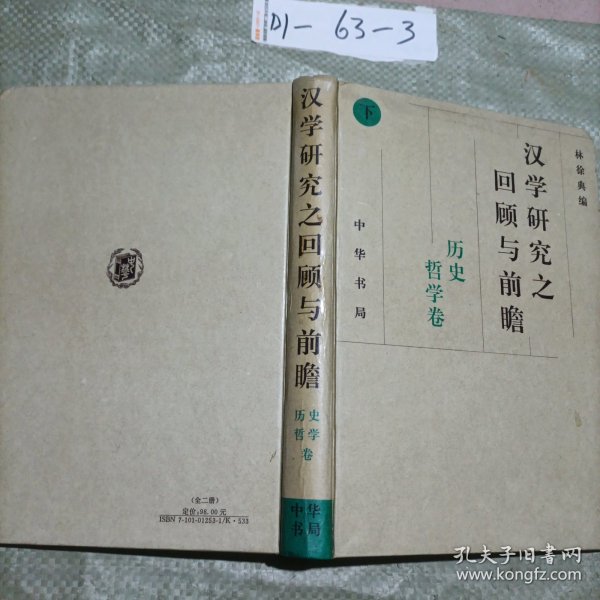 D1-63-3
下
林徐典编
汉学研究之
回顾与前瞻
历史
哲学卷
中华书局
汉学研究之回顾与前瞻
历史
哲学
卷
中华
书局
（全二册）
定价:98.00元
ISBN 7-101-01253-1/K·533
孔夫子旧书网
www.kongfz.com